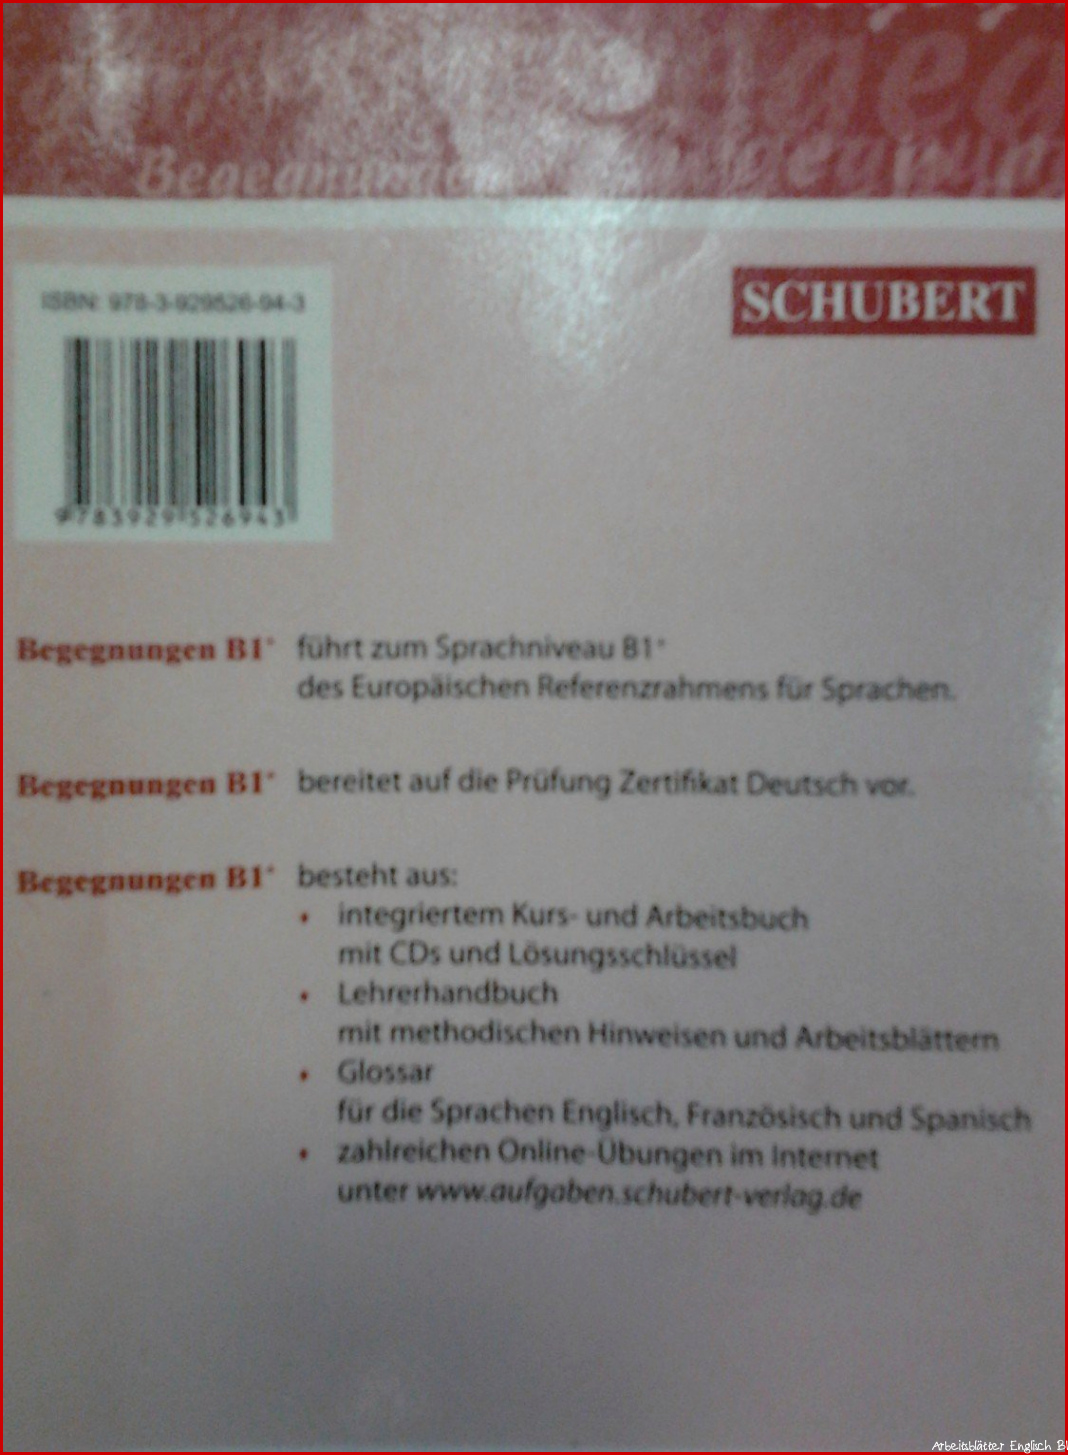 Begegnungen
ISBN: 978-3-929526-94-3
SCHUBERT
9783929526943
Begegnungen B1+ führt zum Sprachniveau B1+
des Europäischen Referenzrahmens für Sprachen.
Begegnungen B1+ bereitet auf die Prüfung Zertifikat Deutsch vor.
Begegnungen B1+ besteht aus:
• integriertem Kurs- und Arbeitsbuch
mit CDs und Lösungsschlüssel
• Lehrerhandbuch
mit methodischen Hinweisen und Arbeitsblättern
• Glossar
für die Sprachen Englisch, Französisch und Spanisch
• zahlreichen Online-Übungen im Internet
unter www.aufgaben.schubert-verlag.de
Arbeitsblätter Englisch B1